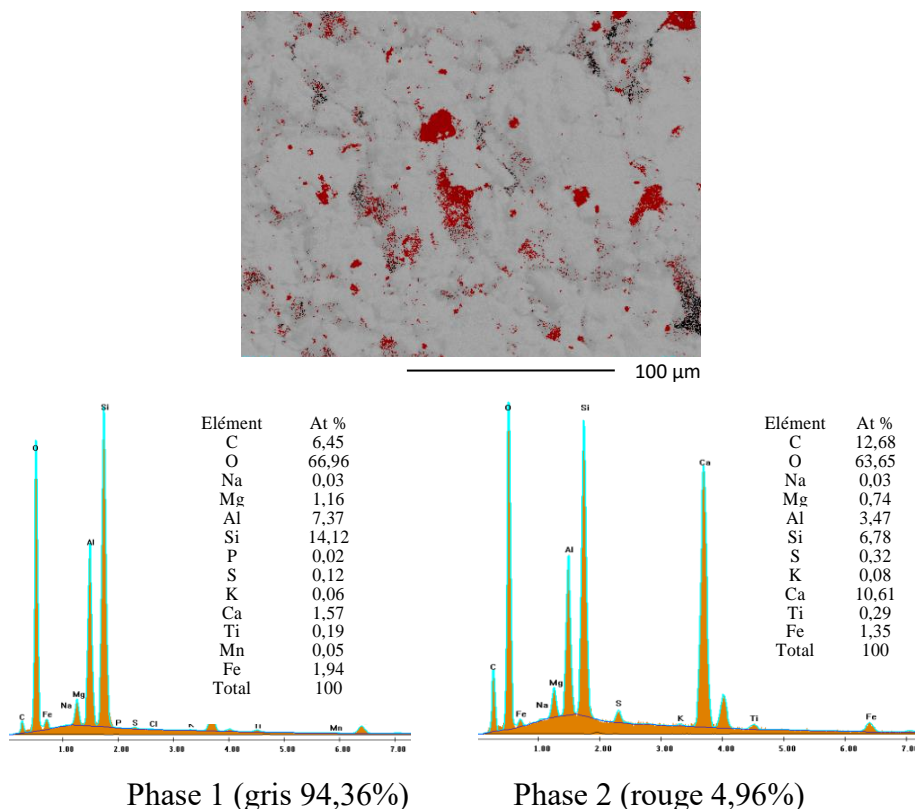 100 µm
Elément At %
C 6,45
O 66,96
Na 0,03
Mg 1,16
Al 7,37
Si 14,12
P 0,02
S 0,12
K 0,06
Ca 1,57
Ti 0,19
Mn 0,05
Fe 1,94
Total 100
Si
O
Al
Mg
Na
C Fe P S Cl K Ti Mn
1.00 2.00 3.00 4.00 5.00 6.00 7.00
Elément At %
C 12,68
O 63,65
Na 0,03
Mg 0,74
Al 3,47
Si 6,78
S 0,32
K 0,08
Ca 10,61
Ti 0,29
Fe 1,35
Total 100
O Si
Ca
Al
C
Mg
Na
Fe S K Ti Fe
1.00 2.00 3.00 4.00 5.00 6.00 7.00
Phase 1 (gris 94,36%)
Phase 2 (rouge 4,96%)